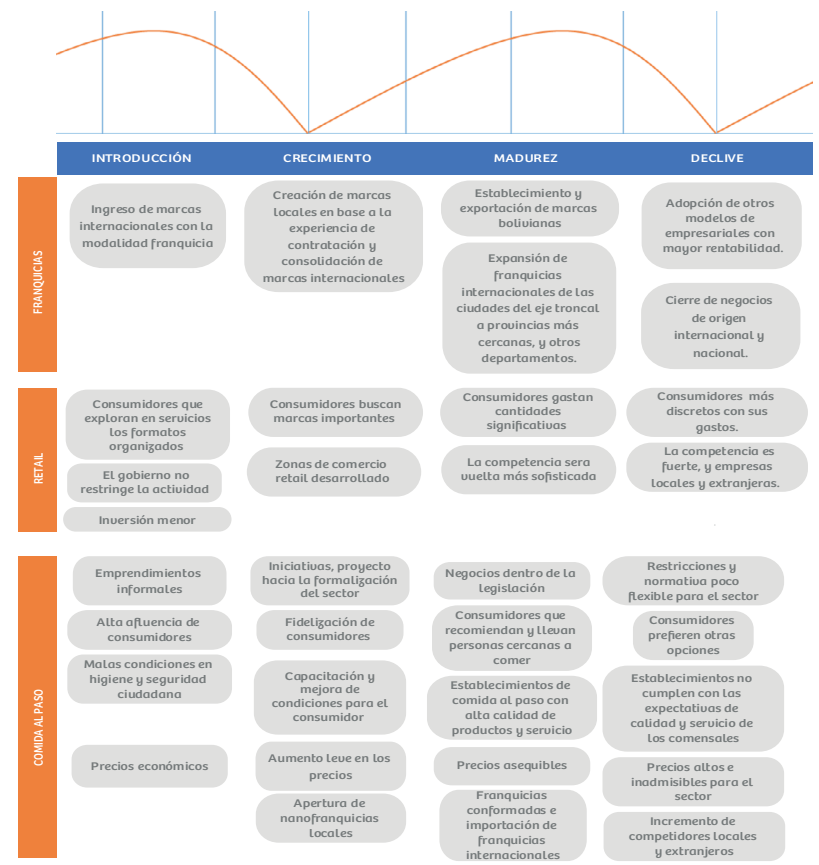 INTRODUCCIÓN
CRECIMIENTO
MADUREZ
DECLIVE
FRANQUICIAS
Ingreso de marcas
internacionales con la
modalidad franquicia
Creación de marcas
locales en base a la
experiencia de
contratación y
consolidación de
marcas internacionales
Establecimiento y
exportación de marcas
bolivianas
Expansión de
franquicias
internacionales de las
ciudades del eje troncal
a provincias más
cercanas, y otros
departamentos.
Adopción de otros
modelos de
empresariales con
mayor rentabilidad.
Cierre de negocios
de origen
internacional y
nacional.
RETAIL
Consumidores que
exploran en servicios
los formatos
organizados
El gobierno no
restringe la actividad
Inversión menor
Consumidores buscan
marcas importantes
Zonas de comercio
retail desarrollado
Consumidores gastan
cantidades
significativas
La competencia sera
vuelta más sofisticada
Consumidores más
discretos con sus
gastos.
La competencia es
fuerte, y empresas
locales y extranjeras.
COMIDA AL PASO
Emprendimientos
informales
Alta afluencia de
consumidores
Malas condiciones en
higiene y seguridad
ciudadana
Precios económicos
Iniciativas, proyecto
hacia la formalización
del sector
Fidelización de
consumidores
Capacitación y
mejora de
condiciones para el
consumidor
Aumento leve en los
precios
Apertura de
nanofranquicias
locales
Negocios dentro de la
legislación
Consumidores que
recomiendan y llevan
personas cercanas a
comer
Establecimientos de
comida al paso con
alta calidad de
productos y servicio
Precios asequibles
Franquicias
conformadas e
importación de
franquicias
internacionales
Restricciones y
normativa poco
flexible para el sector
Consumidores
prefieren otras
opciones
Establecimientos no
cumplen con las
expectativas de
calidad y servicio de
los comensales
Precios altos e
inadmisibles para el
sector
Incremento de
competidores locales
y extranjeros